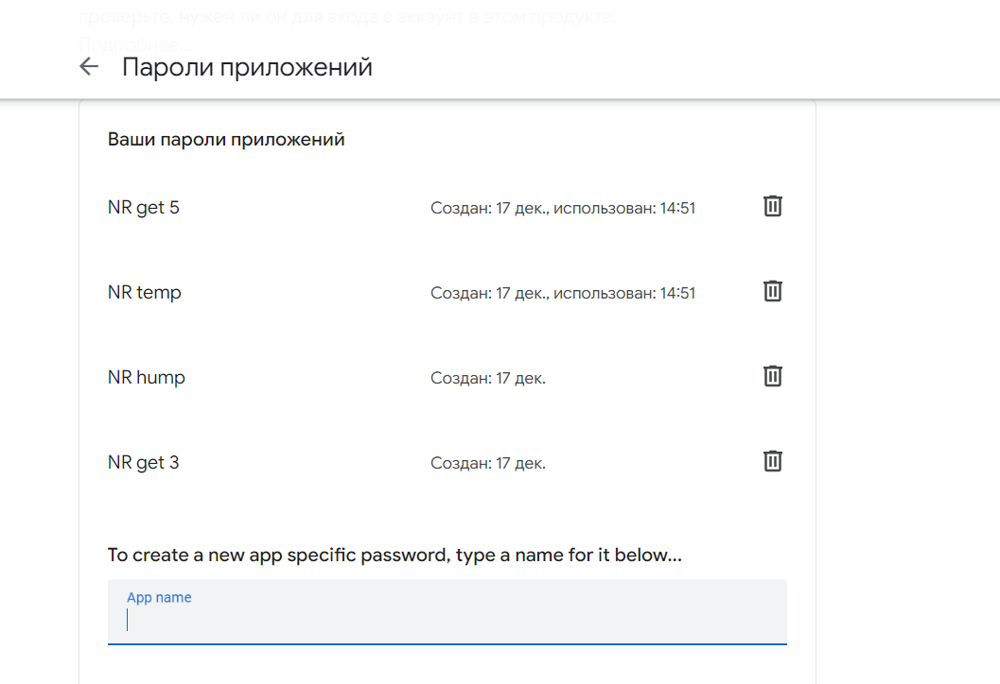 проверьте, нужен ли он для входа в аккаунт в этом продукте.
Подробнее…
Пароли приложений
Ваши пароли приложений
NR get 5 Создан: 17 дек., использован: 14:51
NR temp Создан: 17 дек., использован: 14:51
NR hump Создан: 17 дек.
NR get 3 Создан: 17 дек.
To create a new app specific password, type a name for it below...
App name